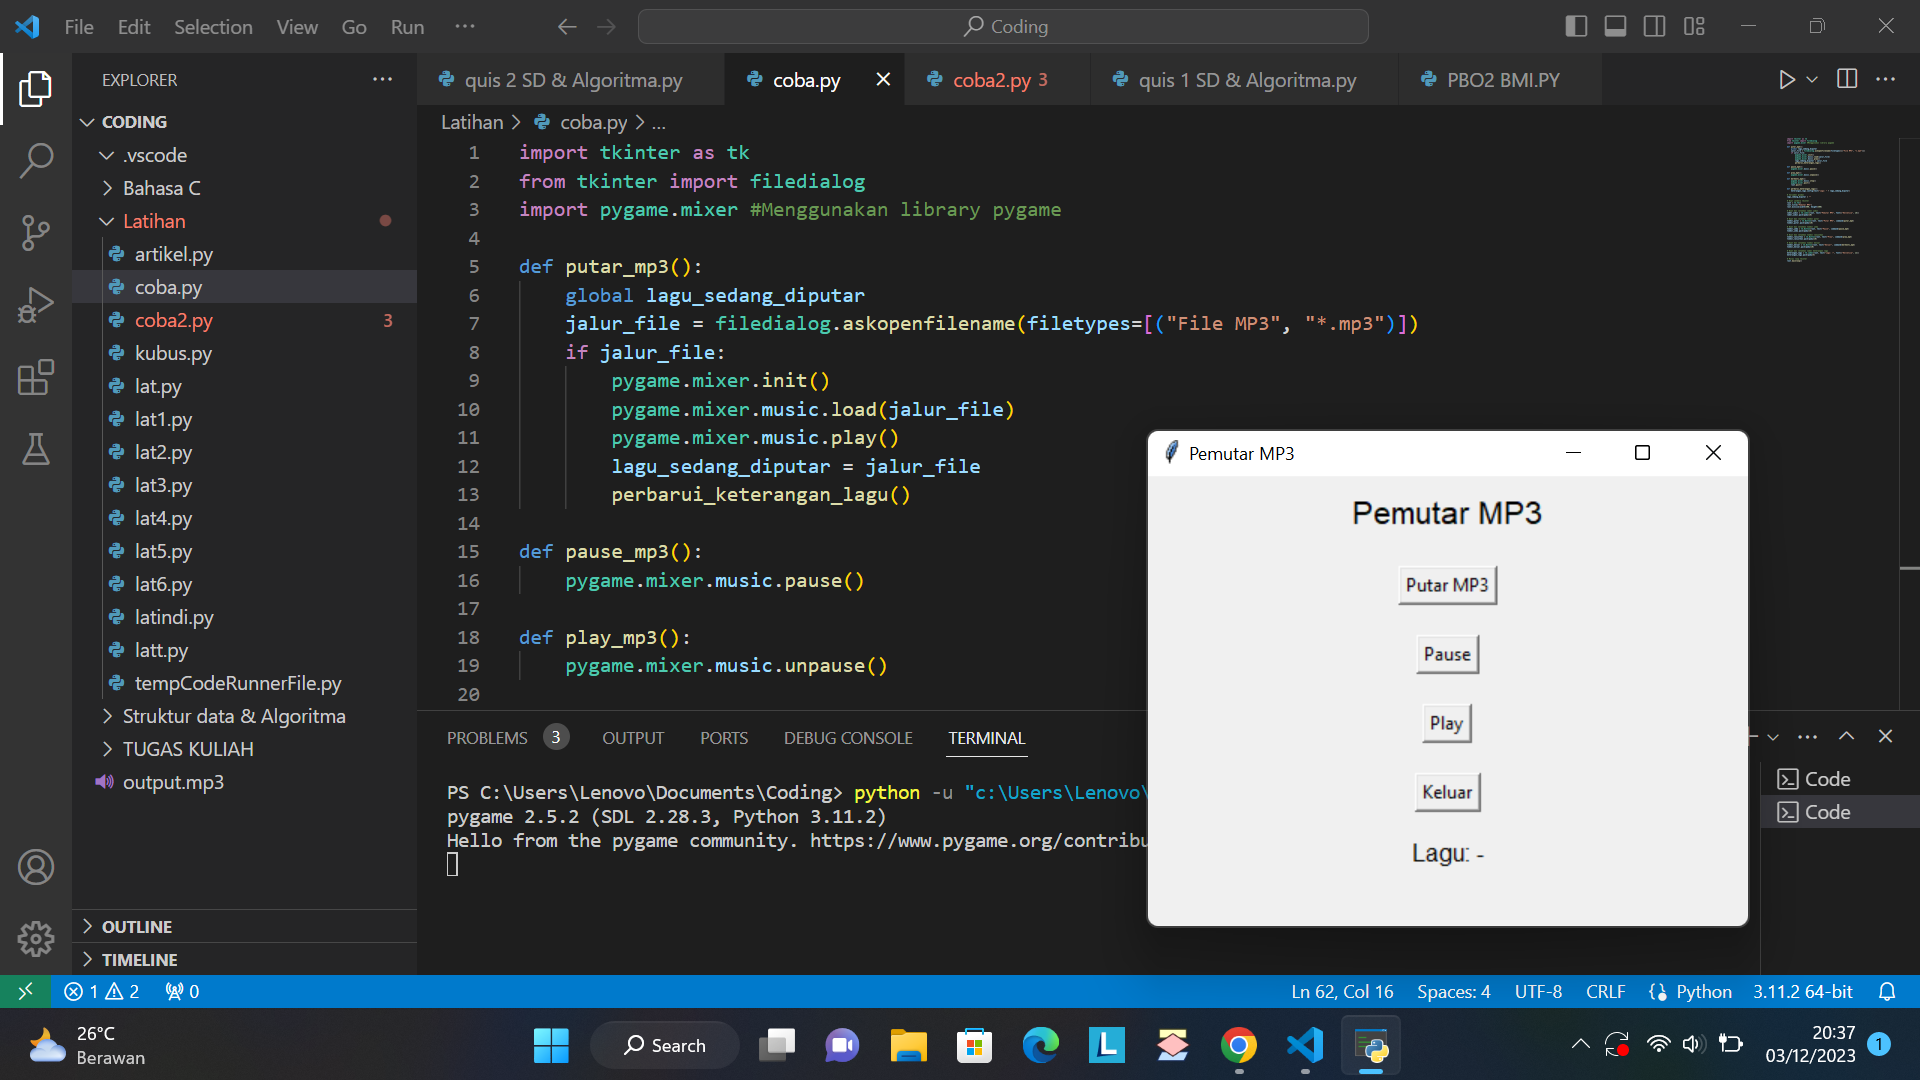 File Edit Selection View Go Run ···
Coding
EXPLORER
quis 2 SD & Algoritma.py
coba.py
coba2.py 3
quis 1 SD & Algoritma.py
PBO2 BMI.PY
CODING
.vscode
Bahasa C
Latihan
artikel.py
coba.py
coba2.py 3
kubus.py
lat.py
lat1.py
lat2.py
lat3.py
lat4.py
lat5.py
lat6.py
latindi.py
latt.py
tempCodeRunnerFile.py
Struktur data & Algoritma
TUGAS KULIAH
output.mp3
OUTLINE
TIMELINE
Latihan > coba.py > ...
1 import tkinter as tk
2 from tkinter import filedialog
3 import pygame.mixer #Menggunakan library pygame
4
5 def putar_mp3():
6 global lagu_sedang_diputar
7 jalur_file = filedialog.askopenfilename(filetypes=[("File MP3", "*.mp3")])
8 if jalur_file:
9 pygame.mixer.init()
10 pygame.mixer.music.load(jalur_file)
11 pygame.mixer.music.play()
12 lagu_sedang_diputar = jalur_file
13 perbarui_keterangan_lagu()
14
15 def pause_mp3():
16 pygame.mixer.music.pause()
17
18 def play_mp3():
19 pygame.mixer.music.unpause()
20
PROBLEMS 3 OUTPUT PORTS DEBUG CONSOLE TERMINAL
PS C:\Users\Lenovo\Documents\Coding> python -u "c:\Users\Lenovo\
pygame 2.5.2 (SDL 2.28.3, Python 3.11.2)
Hello from the pygame community. https://www.pygame.org/contribu
Code
Code
Pemutar MP3
Pemutar MP3
Putar MP3
Pause
Play
Keluar
Lagu: -
1 2 0
Ln 62, Col 16 Spaces: 4 UTF-8 CRLF Python 3.11.2 64-bit
26°C
Berawan
Search
L
20:37
03/12/2023
1